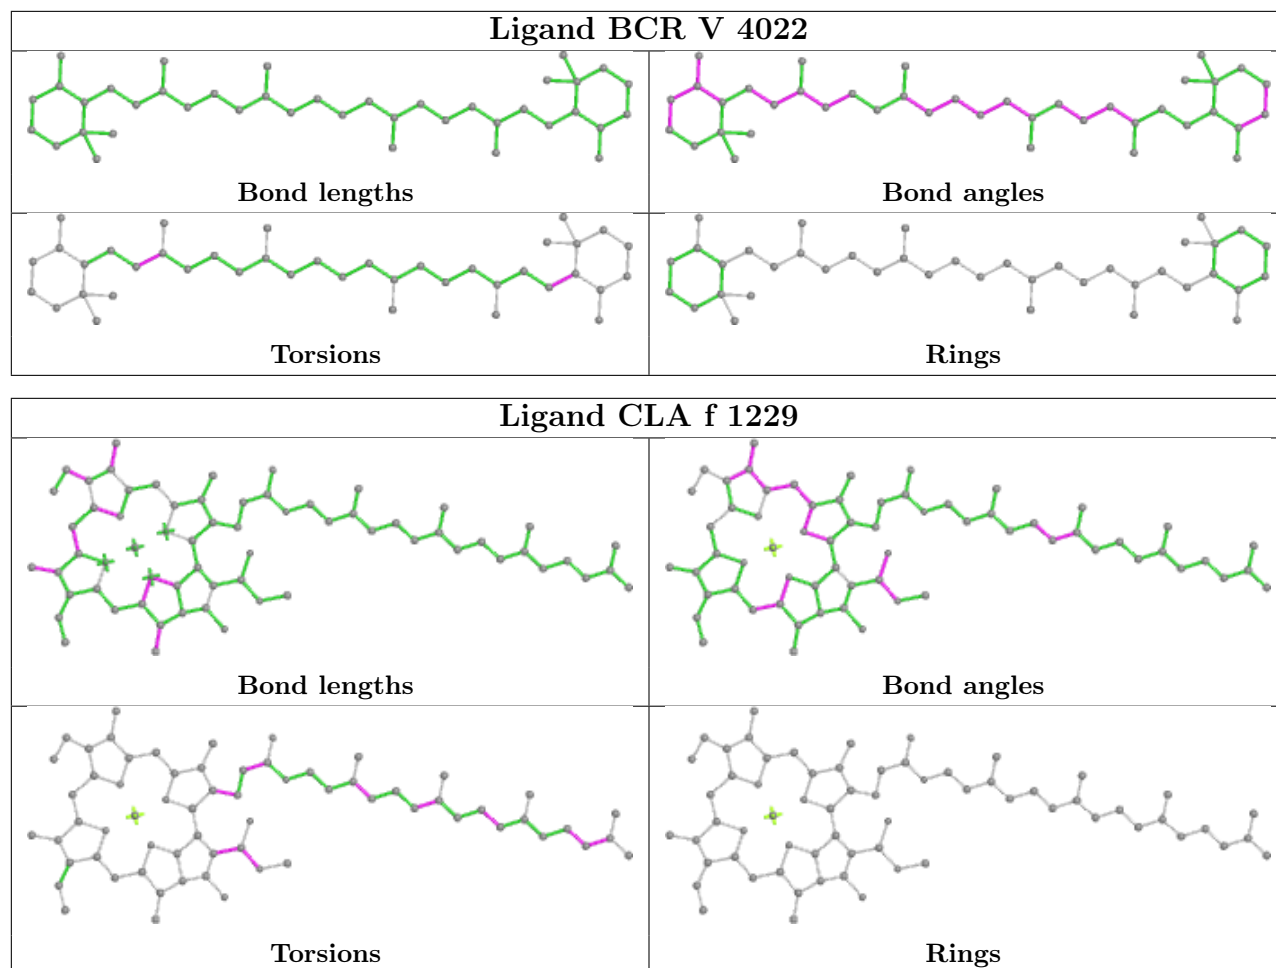 Ligand BCR V 4022
Bond lengths
Bond angles
Torsions
Rings
Ligand CLA f 1229
Bond lengths
Bond angles
Torsions
Rings